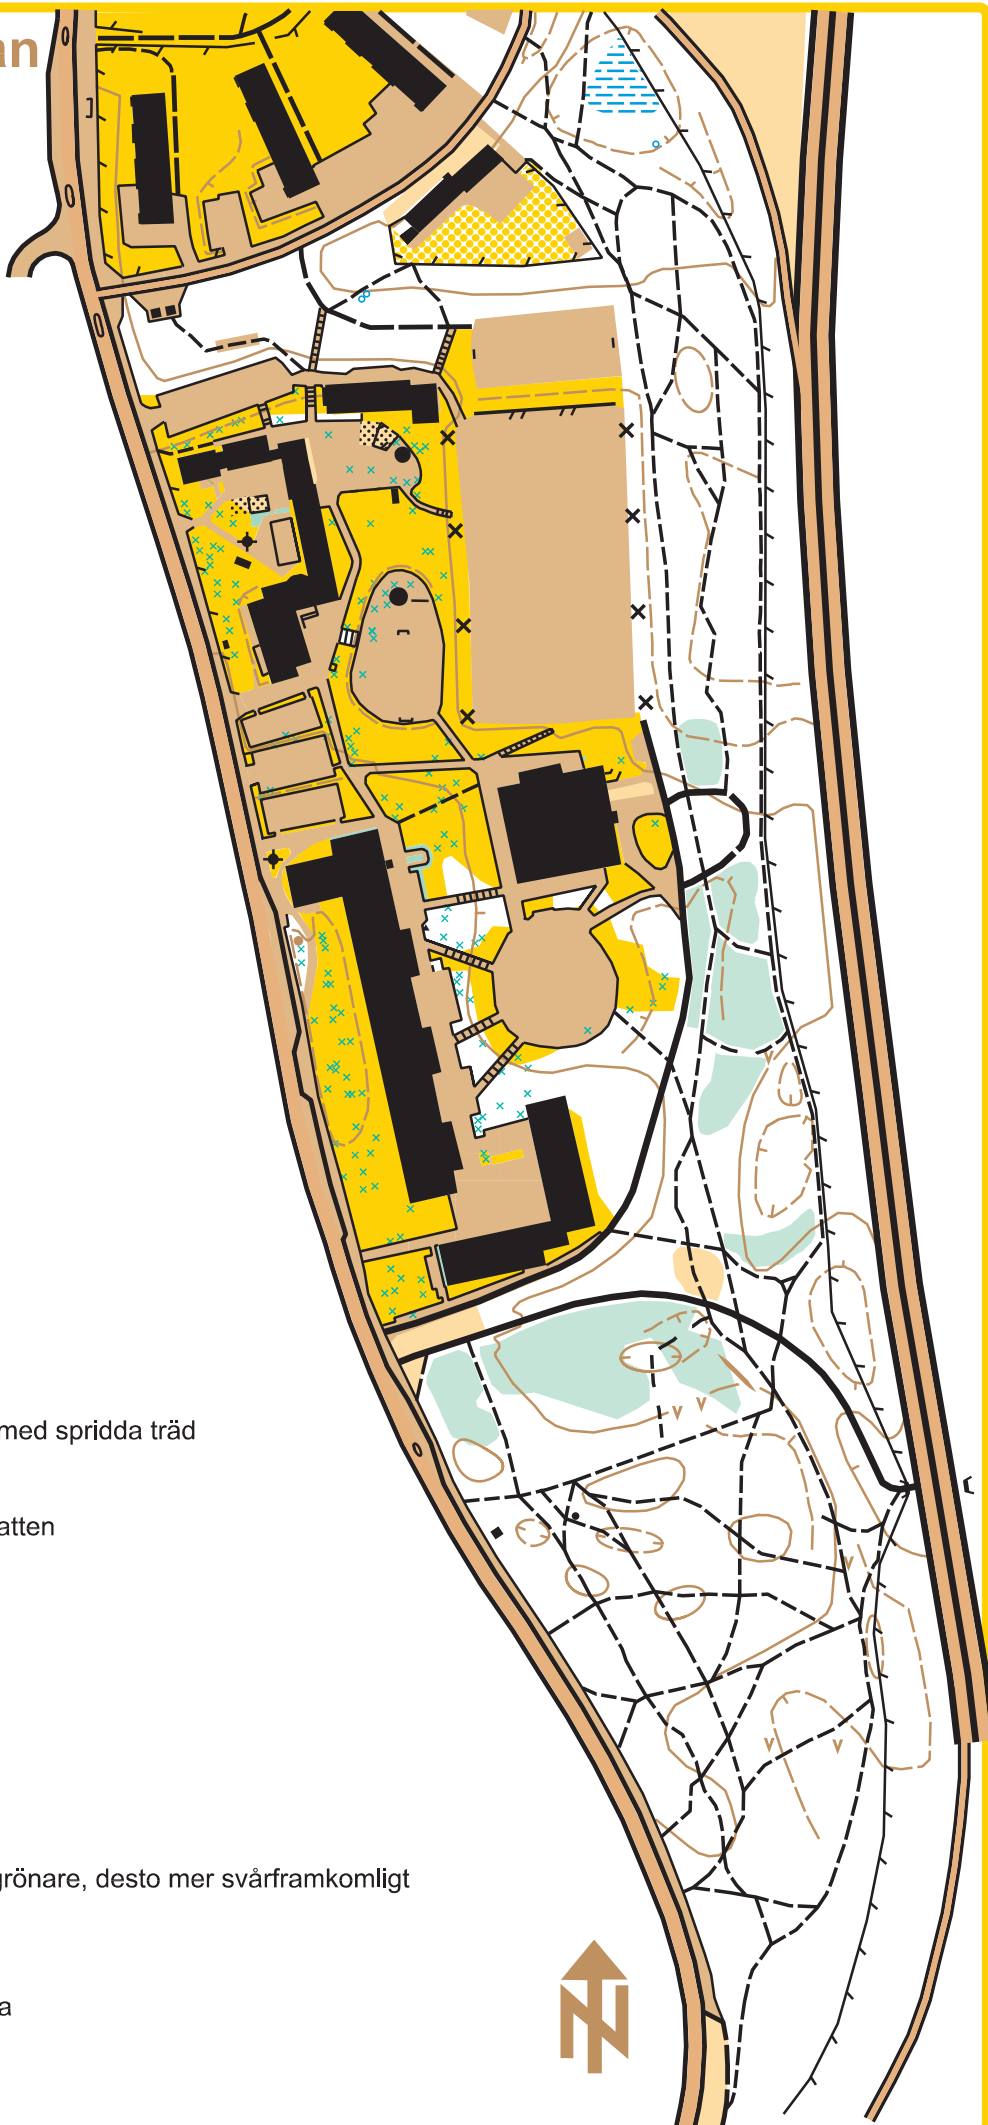 an
med spridda träd
atten
grönare, desto mer svårframkomligt
a
N